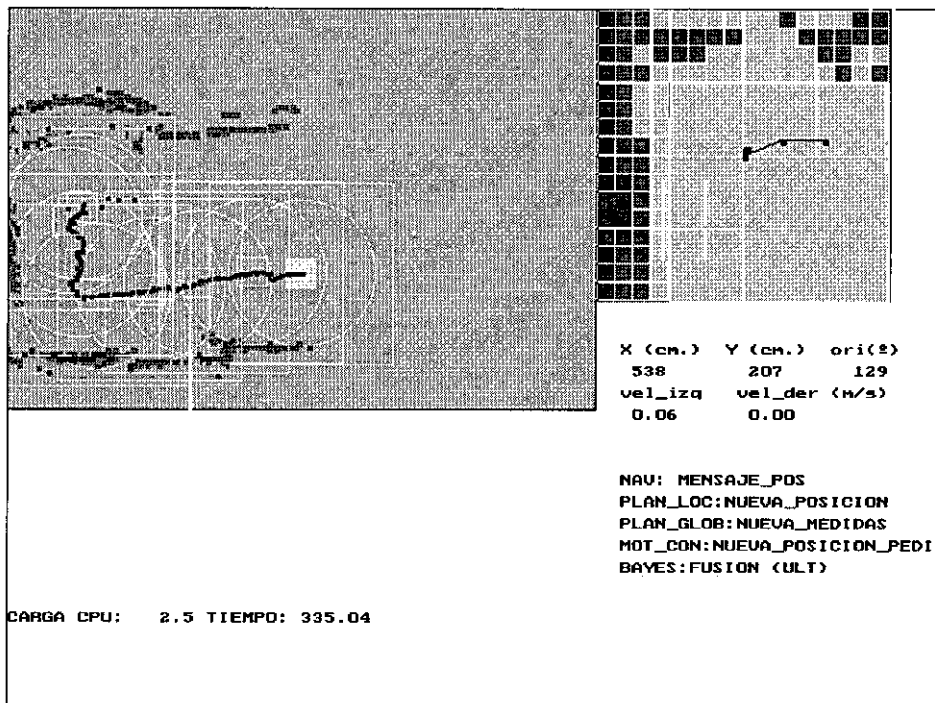 X (cm.) Y (cm.) ori(º)
538 207 129
vel_izq vel_der (m/s)
0.06 0.00
NAV: MENSAJE_POS
PLAN_LOC:NUEVA_POSICION
PLAN_GLOB:NUEVA_MEDIDAS
MOT_CON:NUEVA_POSICION_PEDI
BAYES:FUSION (ULT)
CARGA CPU: 2.5 TIEMPO: 335.04